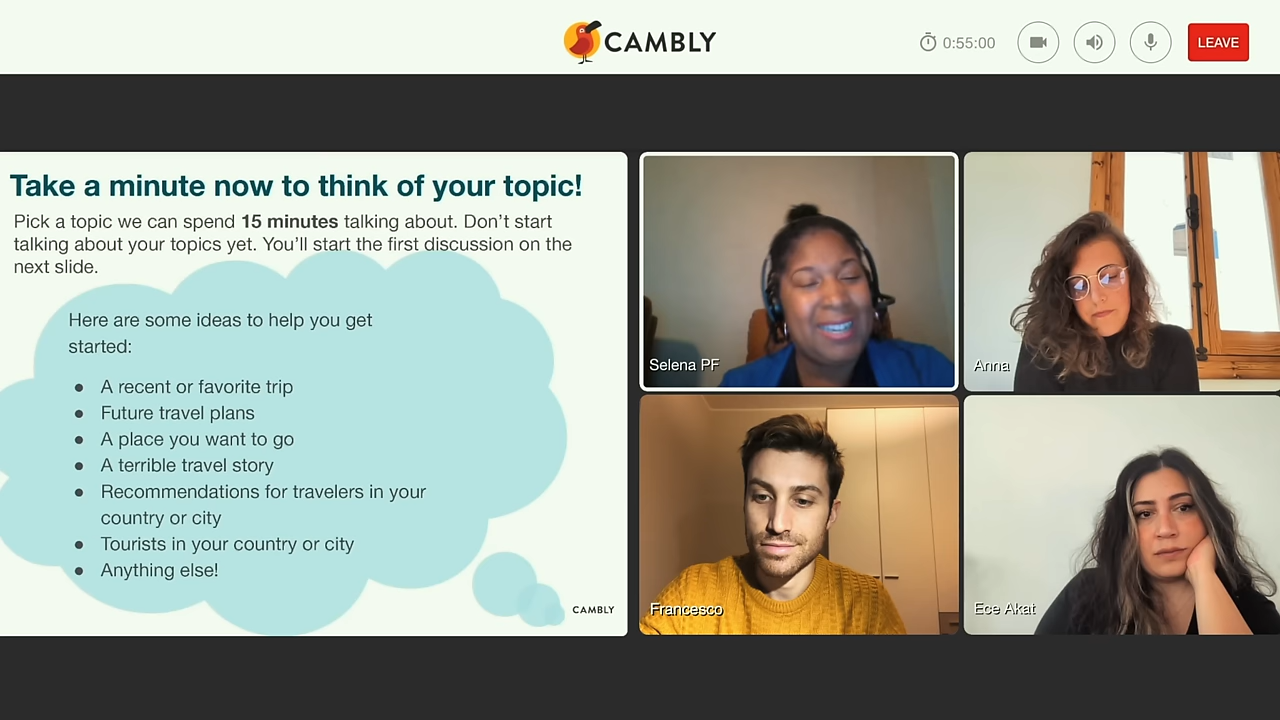 CAMBLY
0:55:00
LEAVE
Take a minute now to think of your topic!
Pick a topic we can spend 15 minutes talking about. Don’t start
talking about your topics yet. You’ll start the first discussion on the
next slide.
Here are some ideas to help you get
started:
● A recent or favorite trip
● Future travel plans
● A place you want to go
● A terrible travel story
● Recommendations for travelers in your
country or city
● Tourists in your country or city
● Anything else!
CAMBLY
Selena PF
Anna
Francesco
Ece Akat